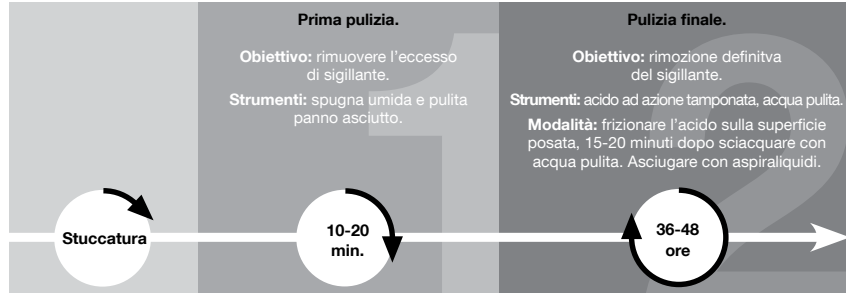 Prima pulizia.
Obiettivo: rimuovere l'eccesso
di sigillante.
Strumenti: spugna umida e pulita
panno asciutto.
1
Pulizia finale.
Obiettivo: rimozione definitva
del sigillante.
Strumenti: acido ad azione tamponata, acqua pulita.
Modalità: frizionare l'acido sulla superficie
posata, 15-20 minuti dopo sciacquare con
acqua pulita. Asciugare con aspiraliquidi.
2
Stuccatura
10-20
min.
36-48
ore